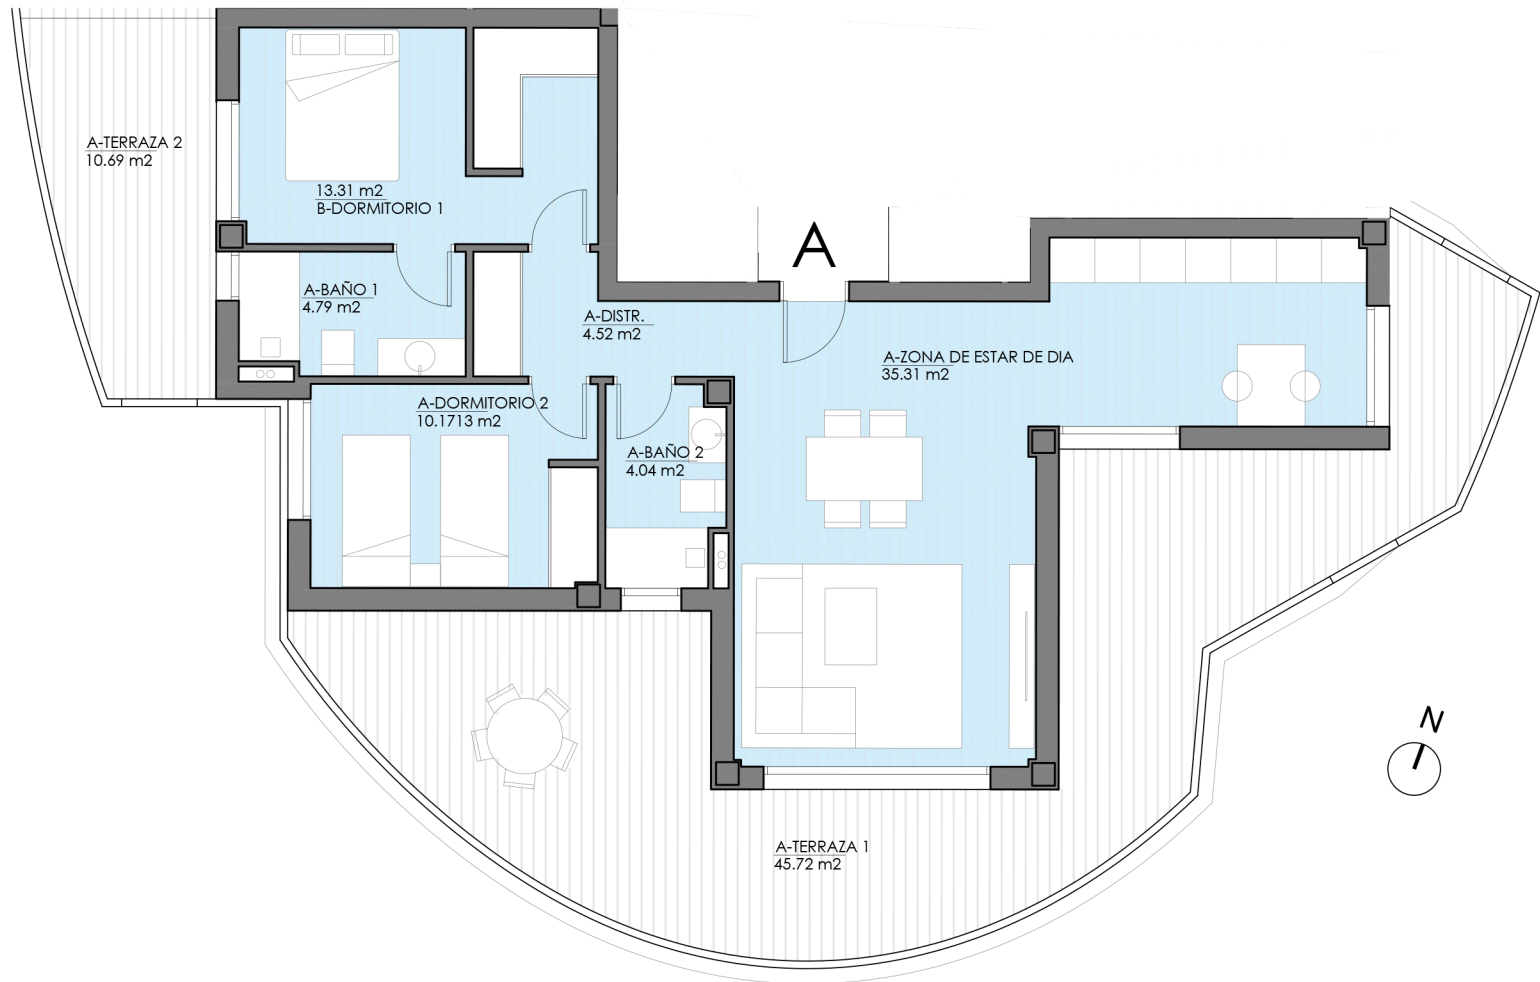 A-TERRAZA 2
10.69 m2
13.31 m2
B-DORMITORIO 1
A
A-BAÑO 1
4.79 m2
A-DISTR.
4.52 m2
A-ZONA DE ESTAR DE DIA
35.31 m2
A-DORMITORIO 2
10.1713 m2
A-BAÑO 2
4.04 m2
N
A-TERRAZA 1
45.72 m2